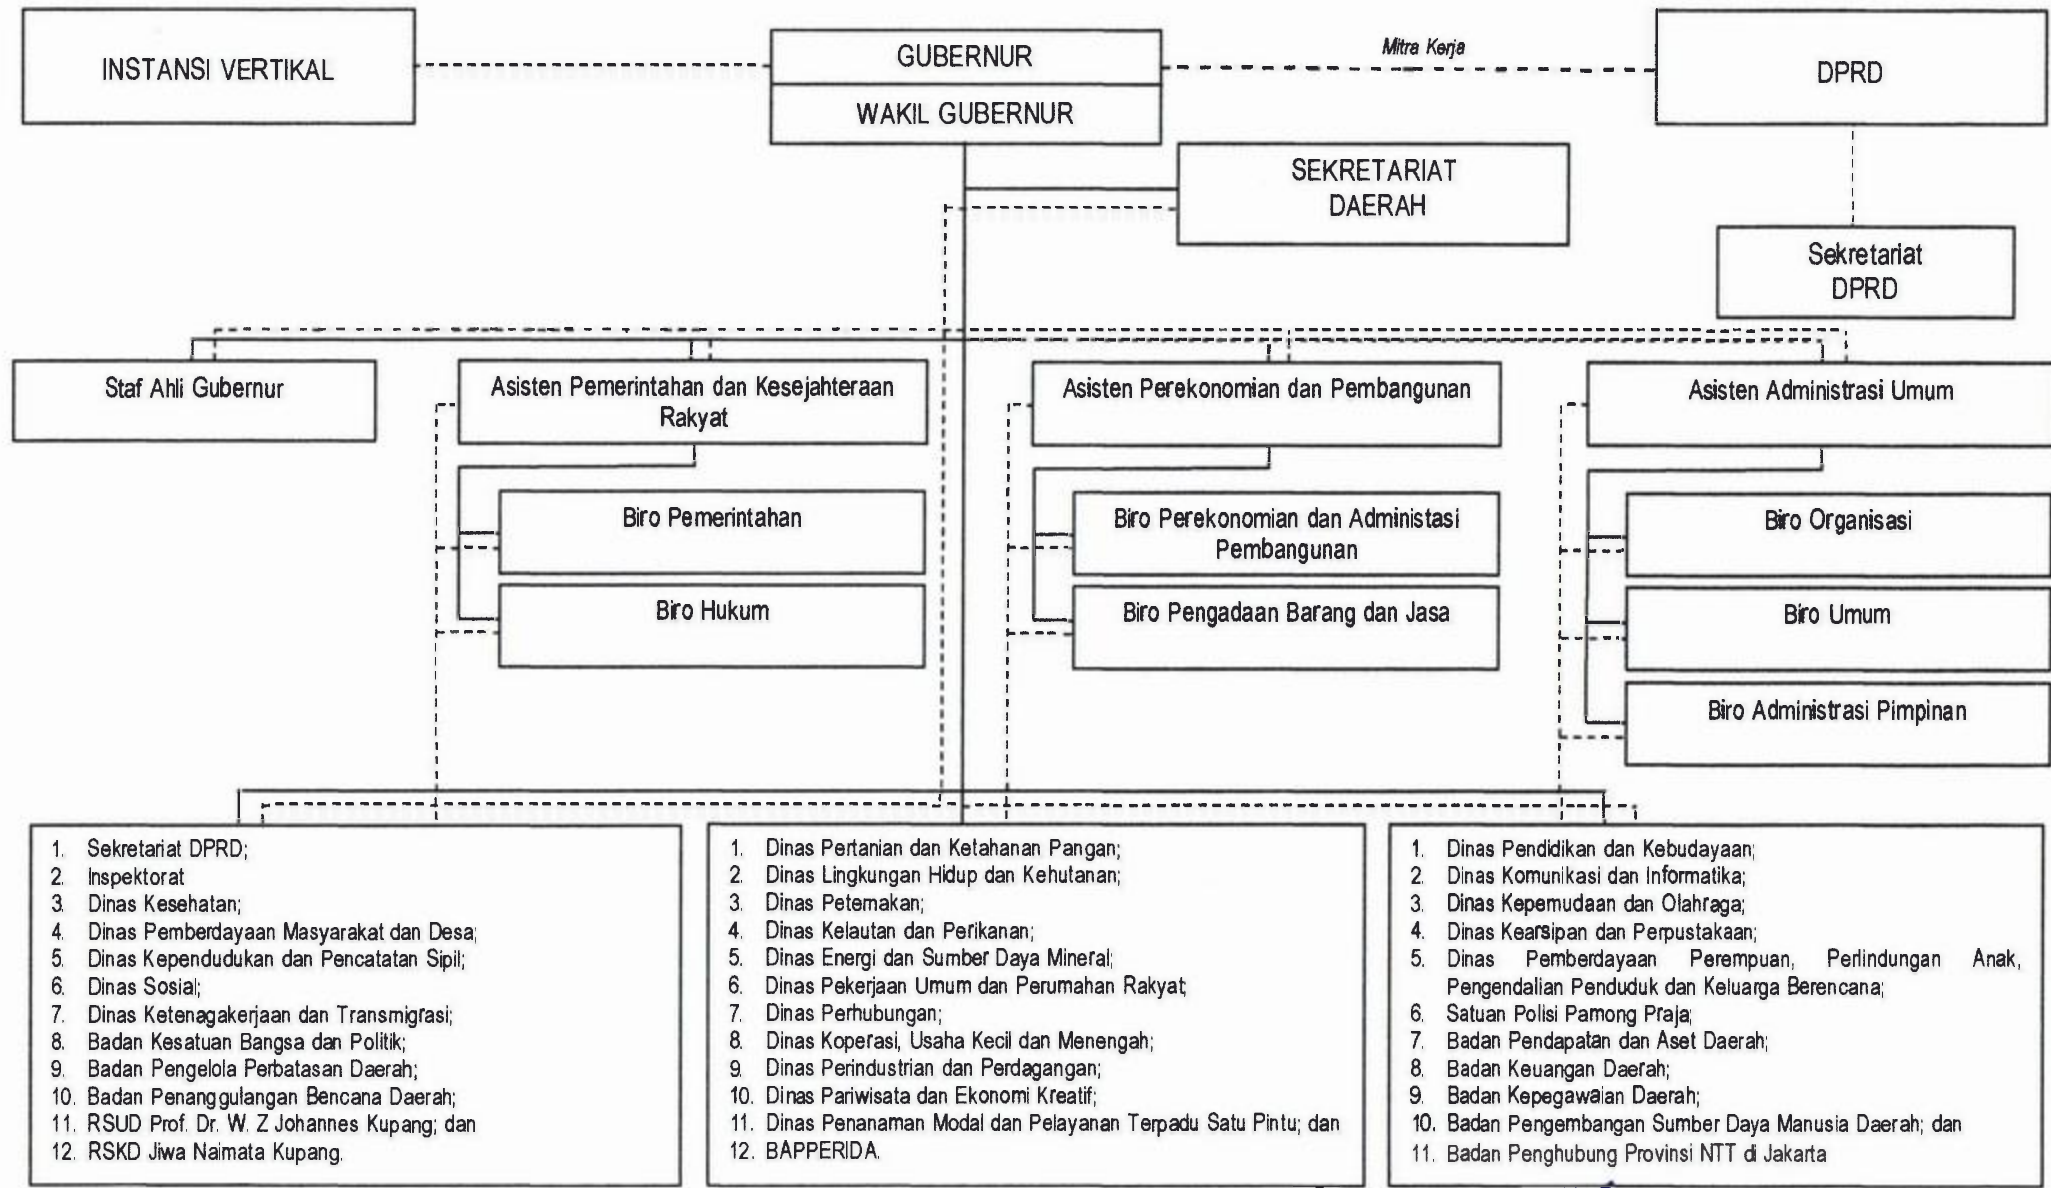 INSTANSI VERTIKAL
GUBERNUR
WAKIL GUBERNUR
Mitra Kerja
DPRD
SEKRETARIAT
DAERAH
Sekretariat
DPRD
Staf Ahli Gubernur
Asisten Pemerintahan dan Kesejahteraan
Rakyat
Asisten Perekonomian dan Pembangunan
Asisten Administrasi Umum
Biro Pemerintahan
Biro Hukum
Biro Perekonomian dan Administasi
Pembangunan
Biro Pengadaan Barang dan Jasa
Biro Organisasi
Biro Umum
Biro Administrasi Pimpinan
1. Sekretariat DPRD;
2. Inspektorat
3. Dinas Kesehatan;
4. Dinas Pemberdayaan Masyarakat dan Desa;
5. Dinas Kependudukan dan Pencatatan Sipil;
6. Dinas Sosial;
7. Dinas Ketenagakerjaan dan Transmigrasi;
8. Badan Kesatuan Bangsa dan Politik;
9. Badan Pengelola Perbatasan Daerah;
10. Badan Penanggulangan Bencana Daerah;
11. RSUD Prof. Dr. W. Z Johannes Kupang; dan
12. RSKD Jiwa Naimata Kupang.
1. Dinas Pertanian dan Ketahanan Pangan;
2. Dinas Lingkungan Hidup dan Kehutanan;
3. Dinas Peternakan;
4. Dinas Kelautan dan Perikanan;
5. Dinas Energi dan Sumber Daya Mineral;
6. Dinas Pekerjaan Umum dan Perumahan Rakyat;
7. Dinas Perhubungan;
8. Dinas Koperasi, Usaha Kecil dan Menengah;
9. Dinas Perindustrian dan Perdagangan;
10. Dinas Pariwisata dan Ekonomi Kreatif;
11. Dinas Penanaman Modal dan Pelayanan Terpadu Satu Pintu; dan
12. BAPPERIDA.
1. Dinas Pendidikan dan Kebudayaan;
2. Dinas Komunikasi dan Informatika;
3. Dinas Kepemudaan dan Olahraga;
4. Dinas Kearsipan dan Perpustakaan;
5. Dinas Pemberdayaan Perempuan, Perlindungan Anak,
Pengendalian Penduduk dan Keluarga Berencana;
6. Satuan Polisi Pamong Praja;
7. Badan Pendapatan dan Aset Daerah;
8. Badan Keuangan Daerah;
9. Badan Kepegawaian Daerah;
10. Badan Pengembangan Sumber Daya Manusia Daerah; dan
11. Badan Penghubung Provinsi NTT di Jakarta